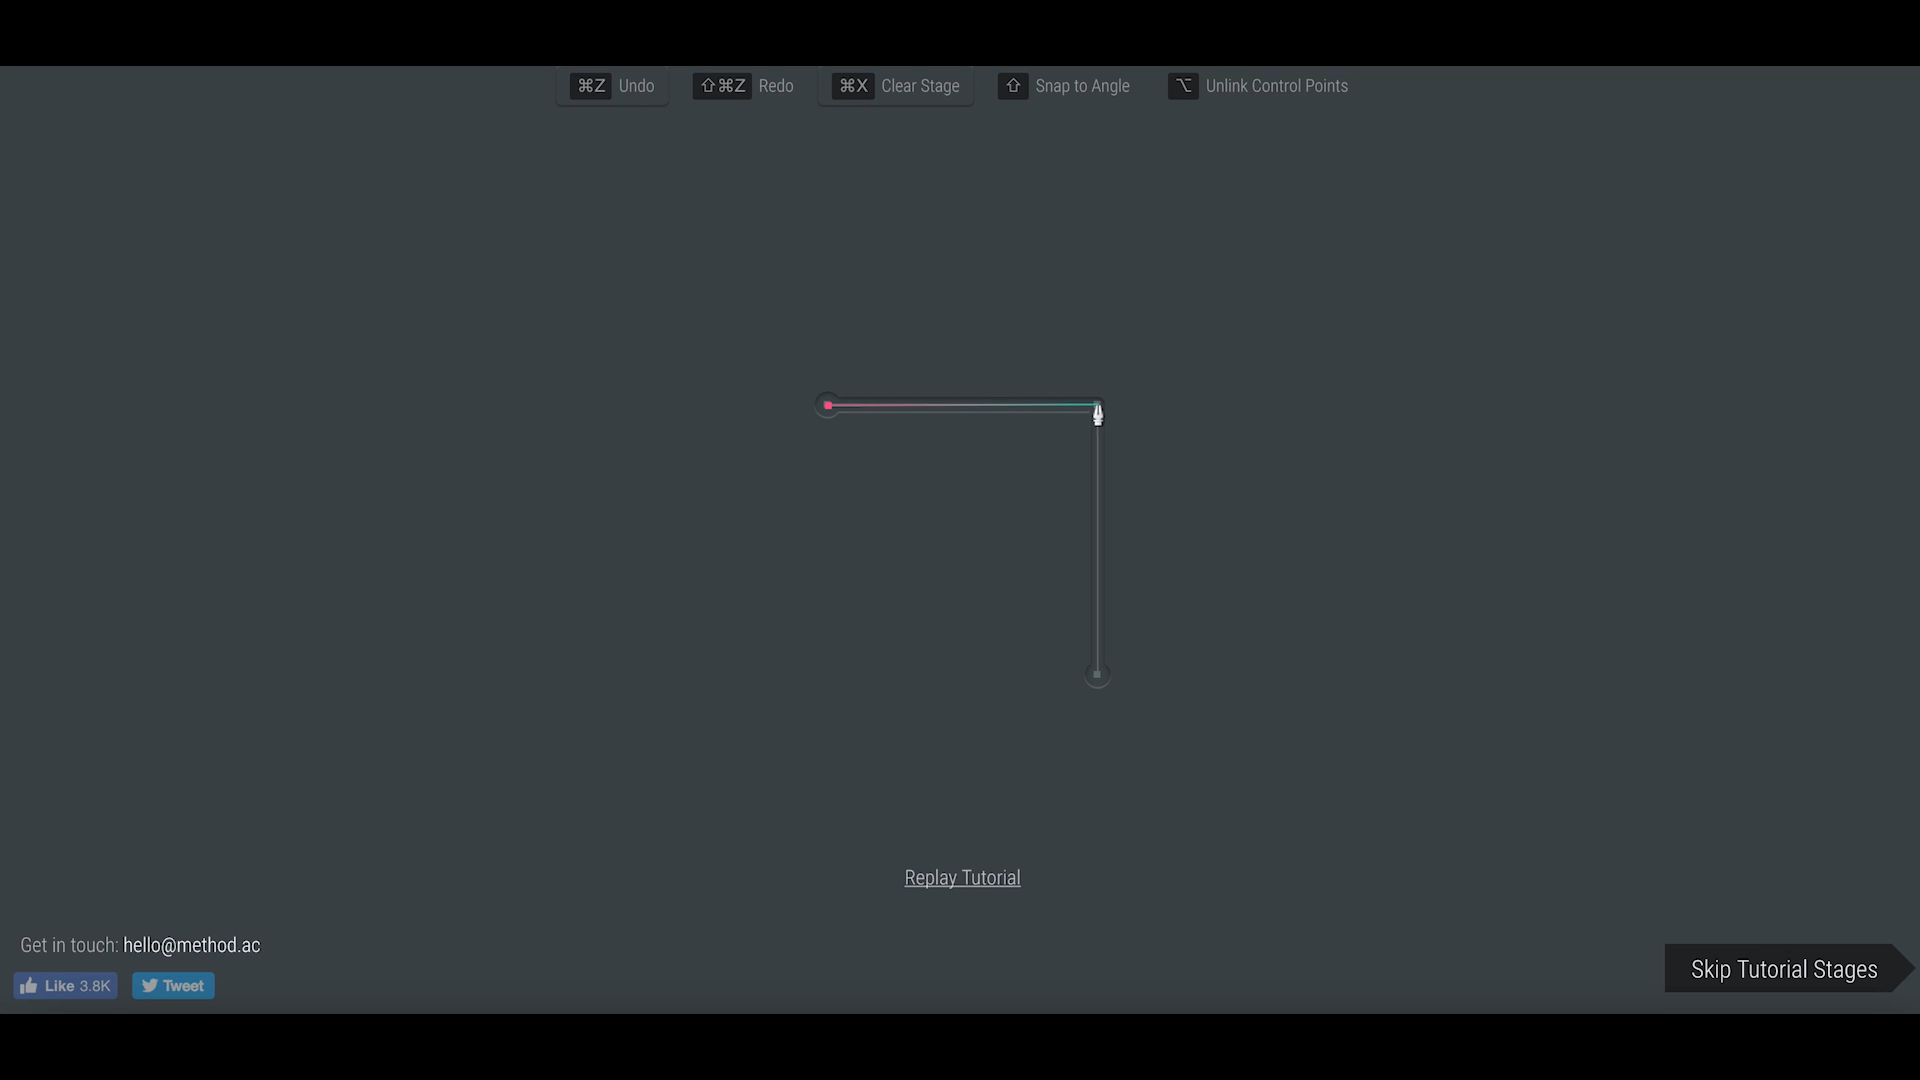 ⌘Z Undo ⇧⌘Z Redo ⌘X Clear Stage ⇧ Snap to Angle ⌥ Unlink Control Points
Replay Tutorial
Get in touch: hello@method.ac
Like 3.8K Tweet
Skip Tutorial Stages